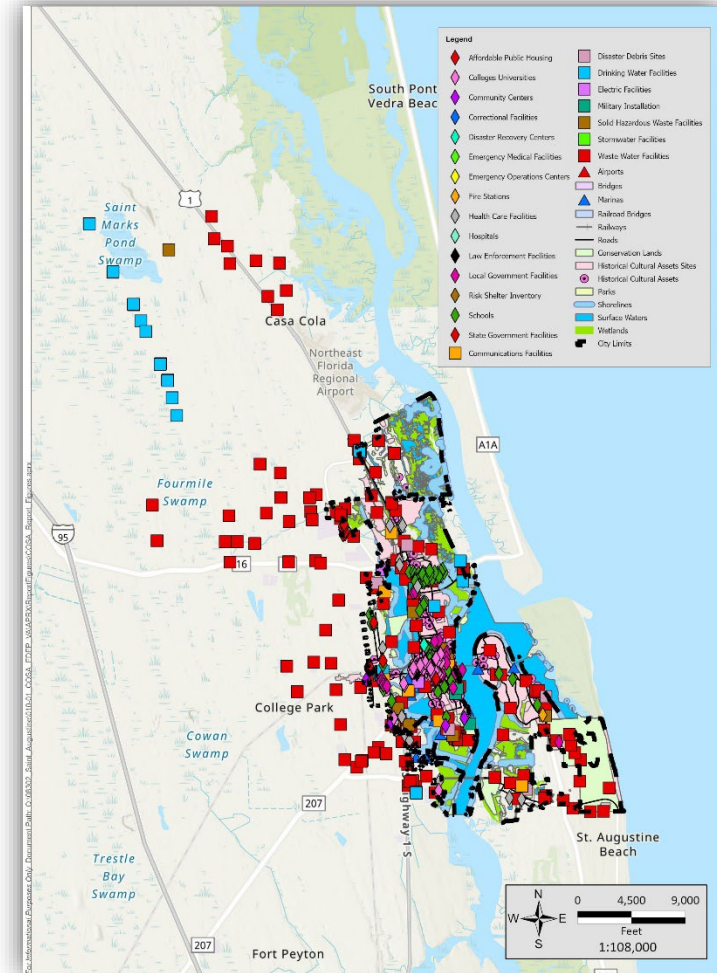 Legend
Affordable Public Housing
Colleges Universities
Community Centers
Correctional Facilities
Disaster Recovery Centers
Emergency Medical Facilities
Emergency Operations Centers
Fire Stations
Health Care Facilities
Hospitals
Law Enforcement Facilities
Local Government Facilities
Risk Shelter Inventory
Schools
State Government Facilities
Communications Facilities
Disaster Debris Sites
Drinking Water Facilities
Electric Facilities
Military Installation
Solid Hazardous Waste Facilities
Stormwater Facilities
Waste Water Facilities
Airports
Bridges
Marinas
Railroad Bridges
Railways
Roads
Conservation Lands
Historical Cultural Assets Sites
Historical Cultural Assets
Parks
Shorelines
Surface Waters
Wetlands
City Limits
South Pont
Vedra Beac
1
Saint
Marks
Pond
Swamp
Casa Cola
Northeast
Florida
Regional
Airport
A1A
Fourmile
Swamp
95
16
College Park
Cowan
Swamp
207
ighway 1 S
St. Augustine
Beach
Trestle
Bay
Swamp
207
Fort Peyton
N
W E
S
0 4,500 9,000
Feet
1:108,000